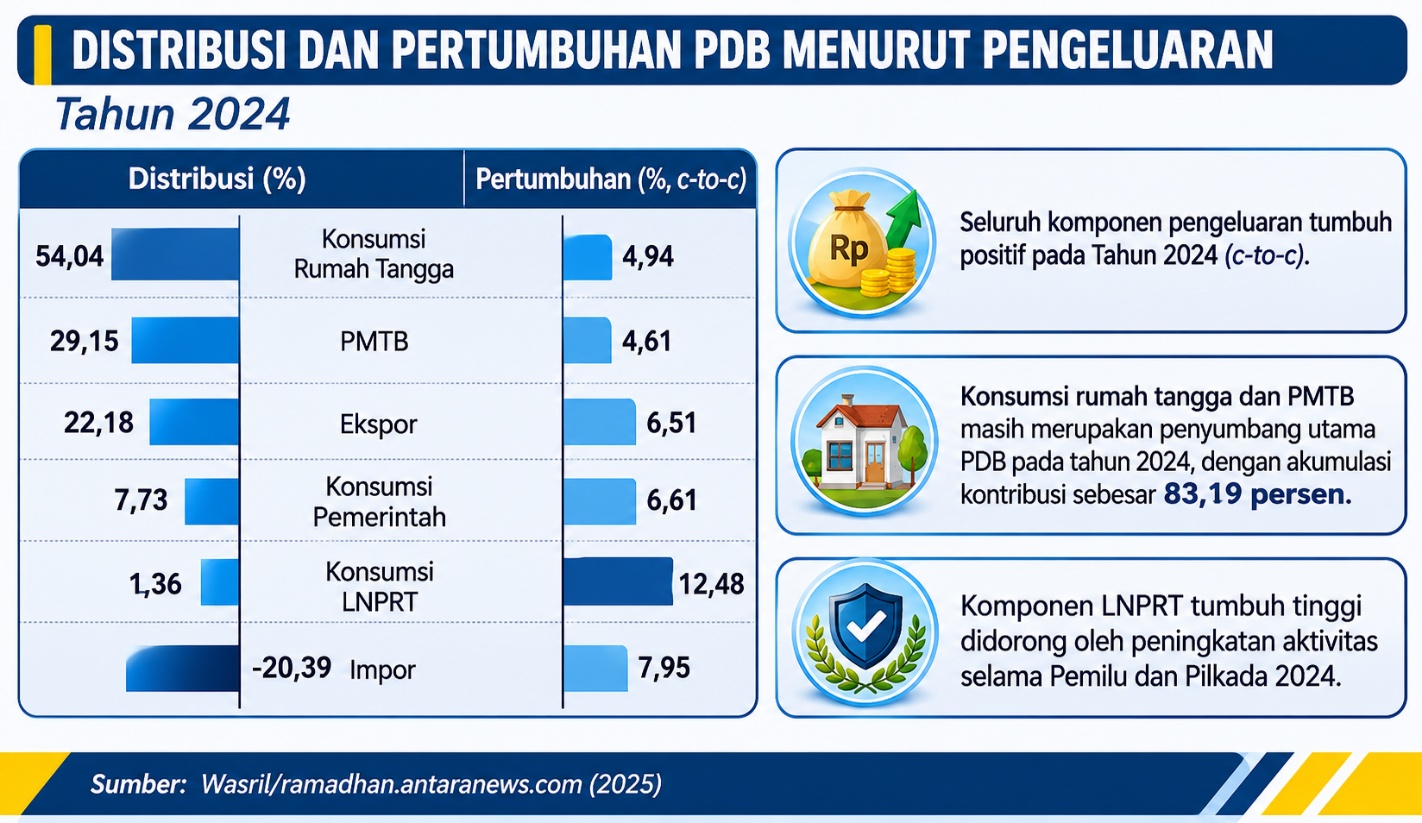 DISTRIBUSI DAN PERTUMBUHAN PDB MENURUT PENGELUARAN
Tahun 2024
Distribusi (%)
Pertumbuhan (%, c-to-c)
54,04
Konsumsi
Rumah Tangga
4,94
29,15
PMTB
4,61
22,18
Ekspor
6,51
7,73
Konsumsi
Pemerintah
6,61
1,36
Konsumsi
LNPRT
12,48
-20,39
Impor
7,95
Rp
Seluruh komponen pengeluaran tumbuh
positif pada Tahun 2024 (c-to-c).
Konsumsi rumah tangga dan PMTB
masih merupakan penyumbang utama
PDB pada tahun 2024, dengan akumulasi
kontribusi sebesar 83,19 persen.
Komponen LNPRT tumbuh tinggi
didorong oleh peningkatan aktivitas
selama Pemilu dan Pilkada 2024.
Sumber: Wasril/ramadhan.antaranews.com (2025)